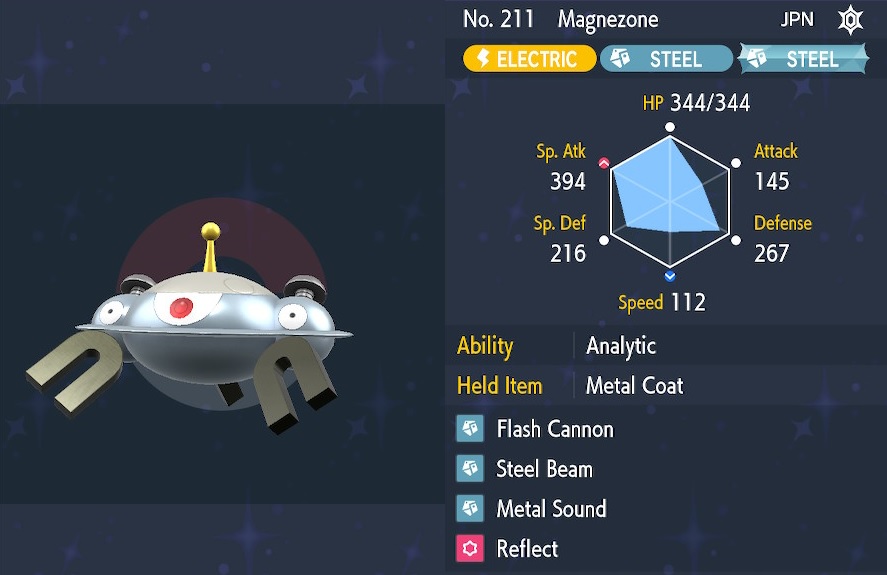 No. 211 Magnezone JPN
ELECTRIC STEEL STEEL
HP 344/344
Sp. Atk Attack
394 145
Sp. Def Defense
216 267
Speed 112
Ability Analytic
Held Item Metal Coat
Flash Cannon
Steel Beam
Metal Sound
Reflect